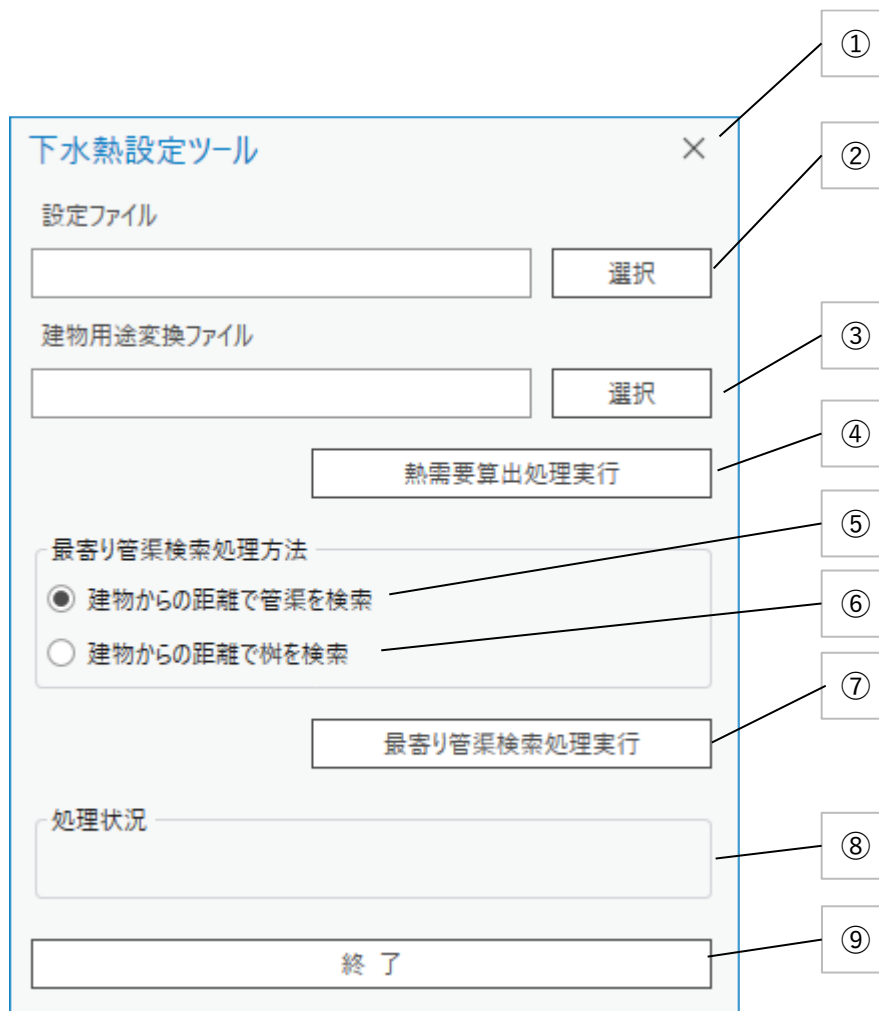 ①
下水熱設定ツール
②
設定ファイル
選択
建物用途変換ファイル
③
選択
④
熱需要算出処理実行
⑤
最寄り管渠検索処理方法
建物からの距離で管渠を検索
⑥
建物からの距離で桝を検索
⑦
最寄り管渠検索処理実行
処理状況
⑧
⑨
終 了